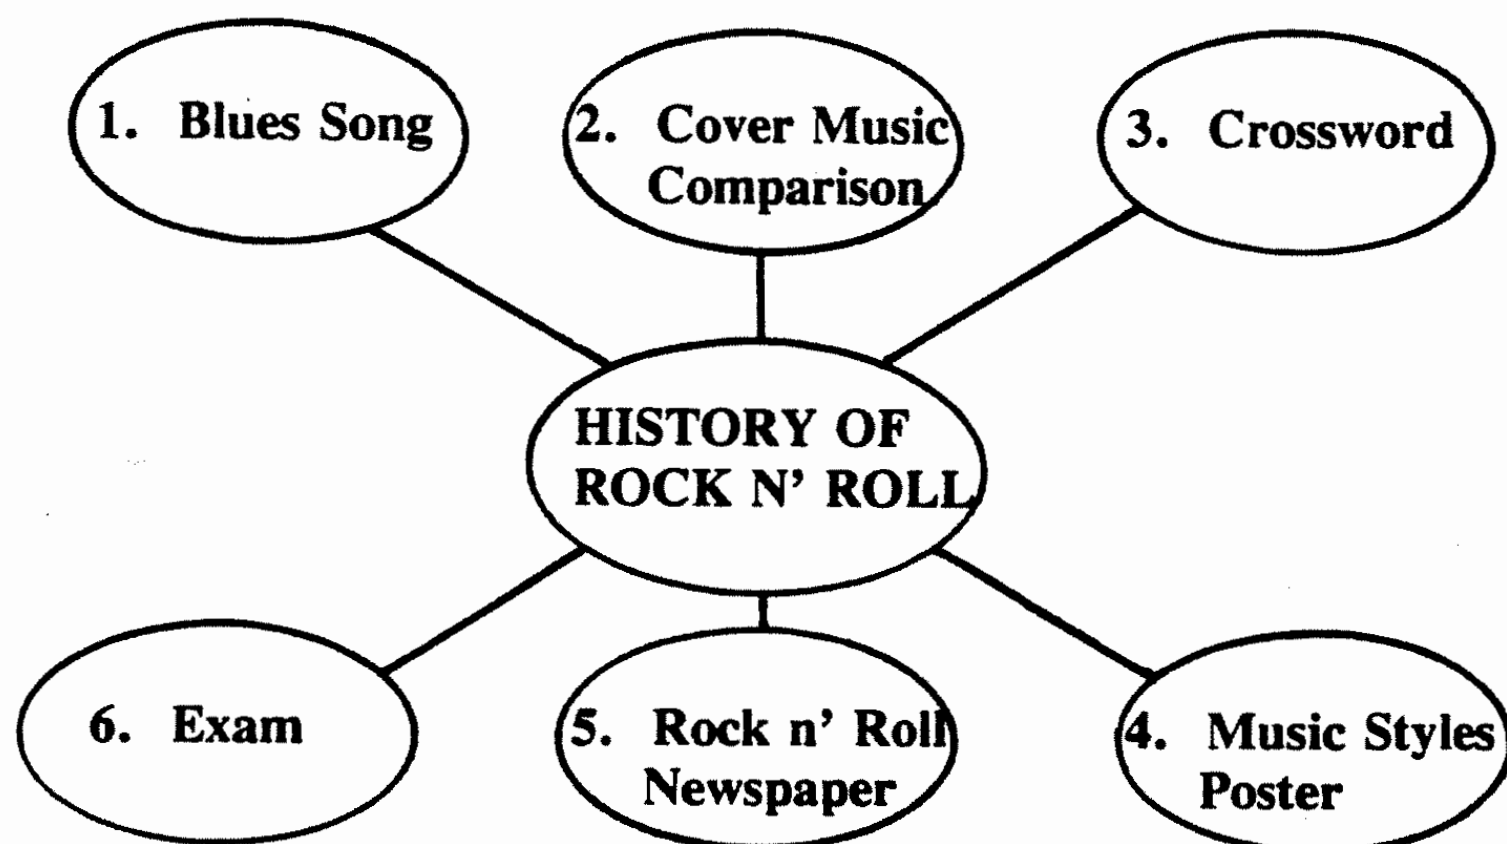 1. Blues Song
2. Cover Music
Comparison
3. Crossword
HISTORY OF
ROCK N’ ROLL
6. Exam
5. Rock n’ Roll
Newspaper
4. Music Styles
Poster